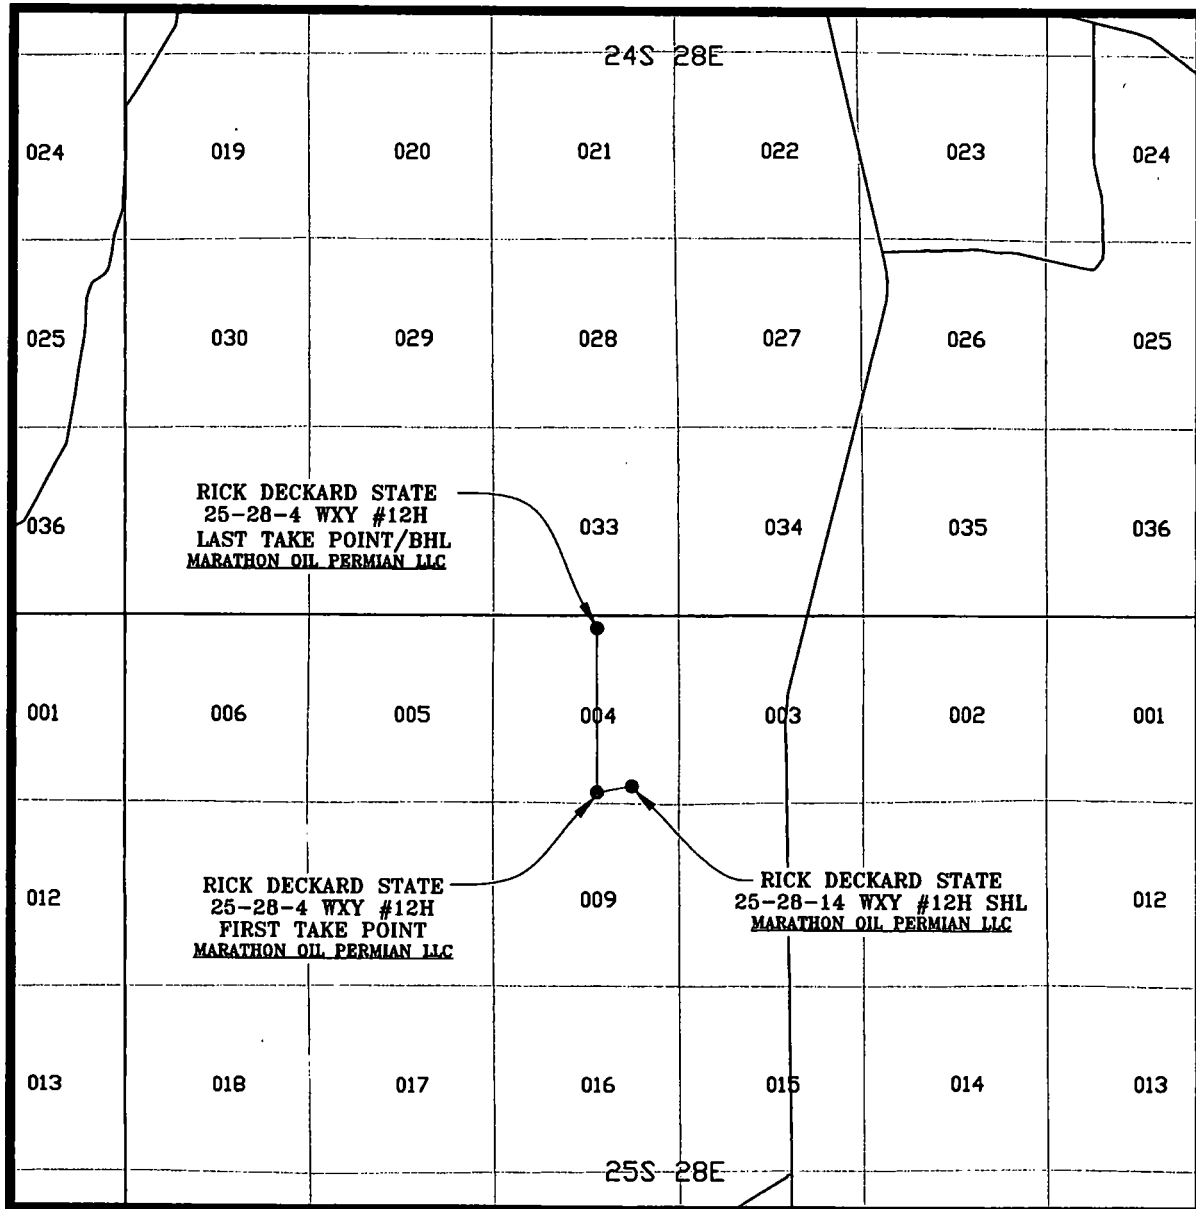 24S 28E
024 019 020 021 022 023 024
025 030 029 028 027 026 025
RICK DECKARD STATE
25-28-4 WXY #12H
LAST TAKE POINT/BHL
MARATHON OIL PERMIAN LLC
036 033 034 035 036
001 006 005 004 003 002 001
RICK DECKARD STATE
25-28-4 WXY #12H
FIRST TAKE POINT
MARATHON OIL PERMIAN LLC
012 009 012
RICK DECKARD STATE
25-28-14 WXY #12H SHL
MARATHON OIL PERMIAN LLC
013 018 017 016 015 014 013
25S 28E